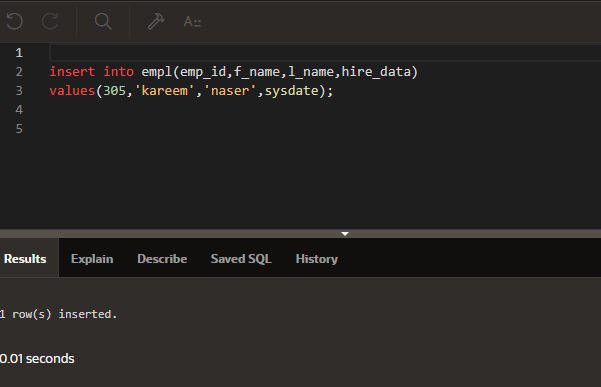 1
2 insert into empl(emp_id,f_name,l_name,hire_data)
3 values(305,'kareem','naser',sysdate);
4
5
Results Explain Describe Saved SQL History
1 row(s) inserted.
0.01 seconds